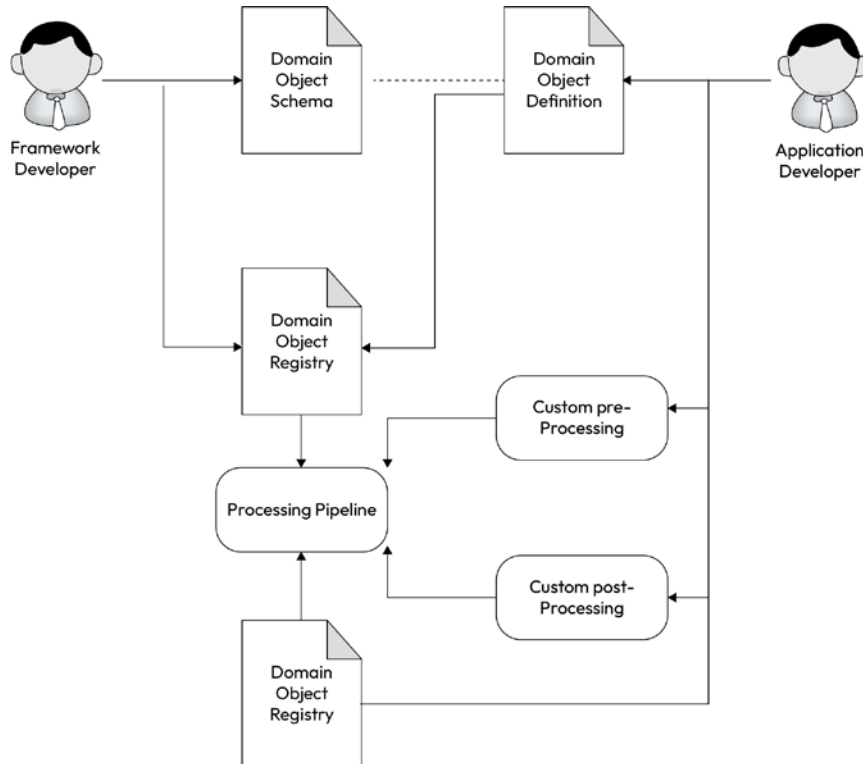 Domain
Object
Schema
Domain
Object
Definition
Framework
Developer
Application
Developer
Domain
Object
Registry
Custom pre-
Processing
Processing Pipeline
Custom post-
Processing
Domain
Object
Registry